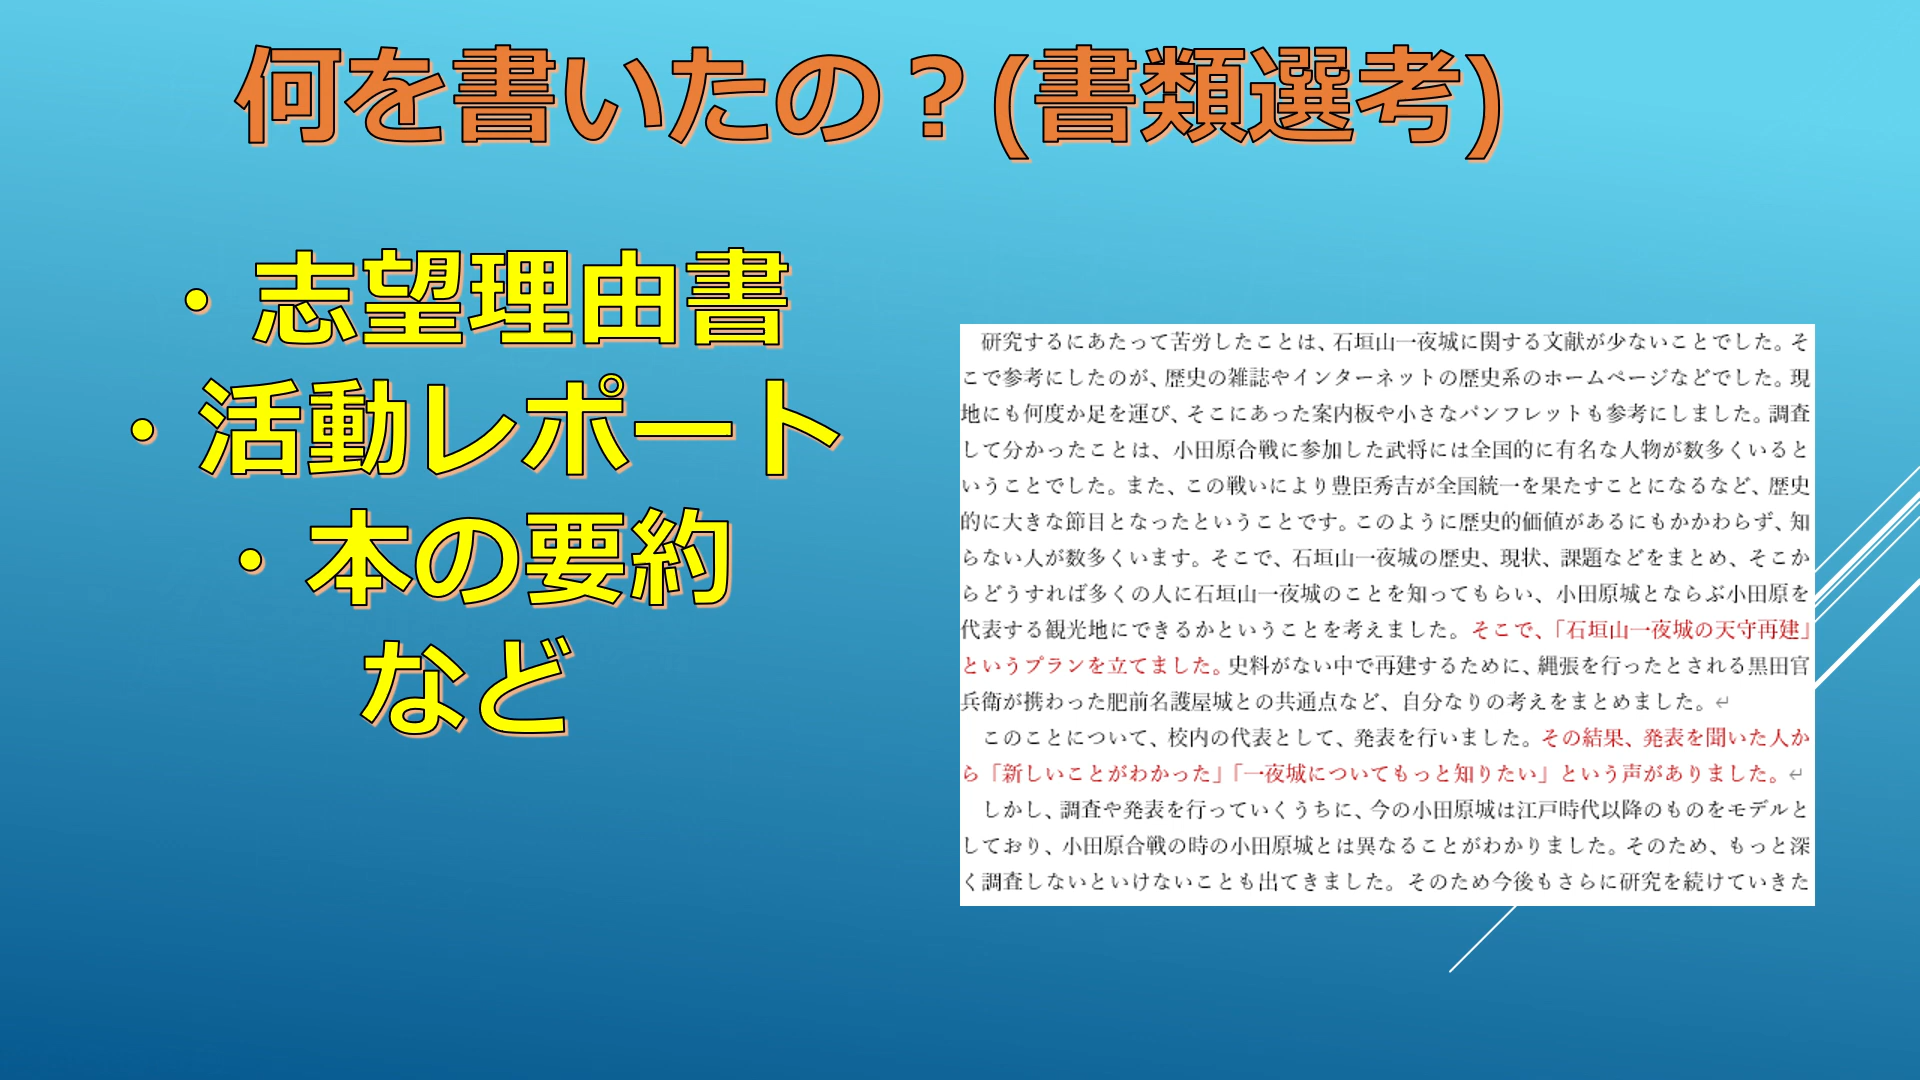 何を書いたの？(書類選考)
・志望理由書
・活動レポート
・本の要約
など
研究するにあたって苦労したことは、石垣山一夜城に関する文献が少ないことでした。そ
こで参考にしたのが、歴史の雑誌やインターネットの歴史系のホームページなどでした。現
地にも何度か足を運び、そこにあった案内板や小さなパンフレットも参考にしました。調査
して分かったことは、小田原合戦に参加した武将には全国的に有名な人物が数多くいると
いうことでした。また、この戦いにより豊臣秀吉が全国統一を果たすことになるなど、歴史
的に大きな節目となったということです。このように歴史的価値があるにもかかわらず、知
らない人が数多くいます。そこで、石垣山一夜城の歴史、現状、課題などをまとめ、そこか
らどうすれば多くの人に石垣山一夜城のことを知ってもらい、小田原城とならぶ小田原を
代表する観光地にできるかということを考えました。そこで、「石垣山一夜城の天守再建」
というプランを立てました。史料がない中で再建するために、縄張を行ったとされる黒田官
兵衛が携わった肥前名護屋城との共通点など、自分なりの考えをまとめました。↵
このことについて、校内の代表として、発表を行いました。その結果、発表を聞いた人か
ら「新しいことがわかった」「一夜城についてもっと知りたい」という声がありました。↵
しかし、調査や発表を行っていくうちに、今の小田原城は江戸時代以降のものをモデルと
しており、小田原合戦の時の小田原城とは異なることがわかりました。そのため、もっと深
く調査しないといけないことも出てきました。そのため今後もさらに研究を続けていきた